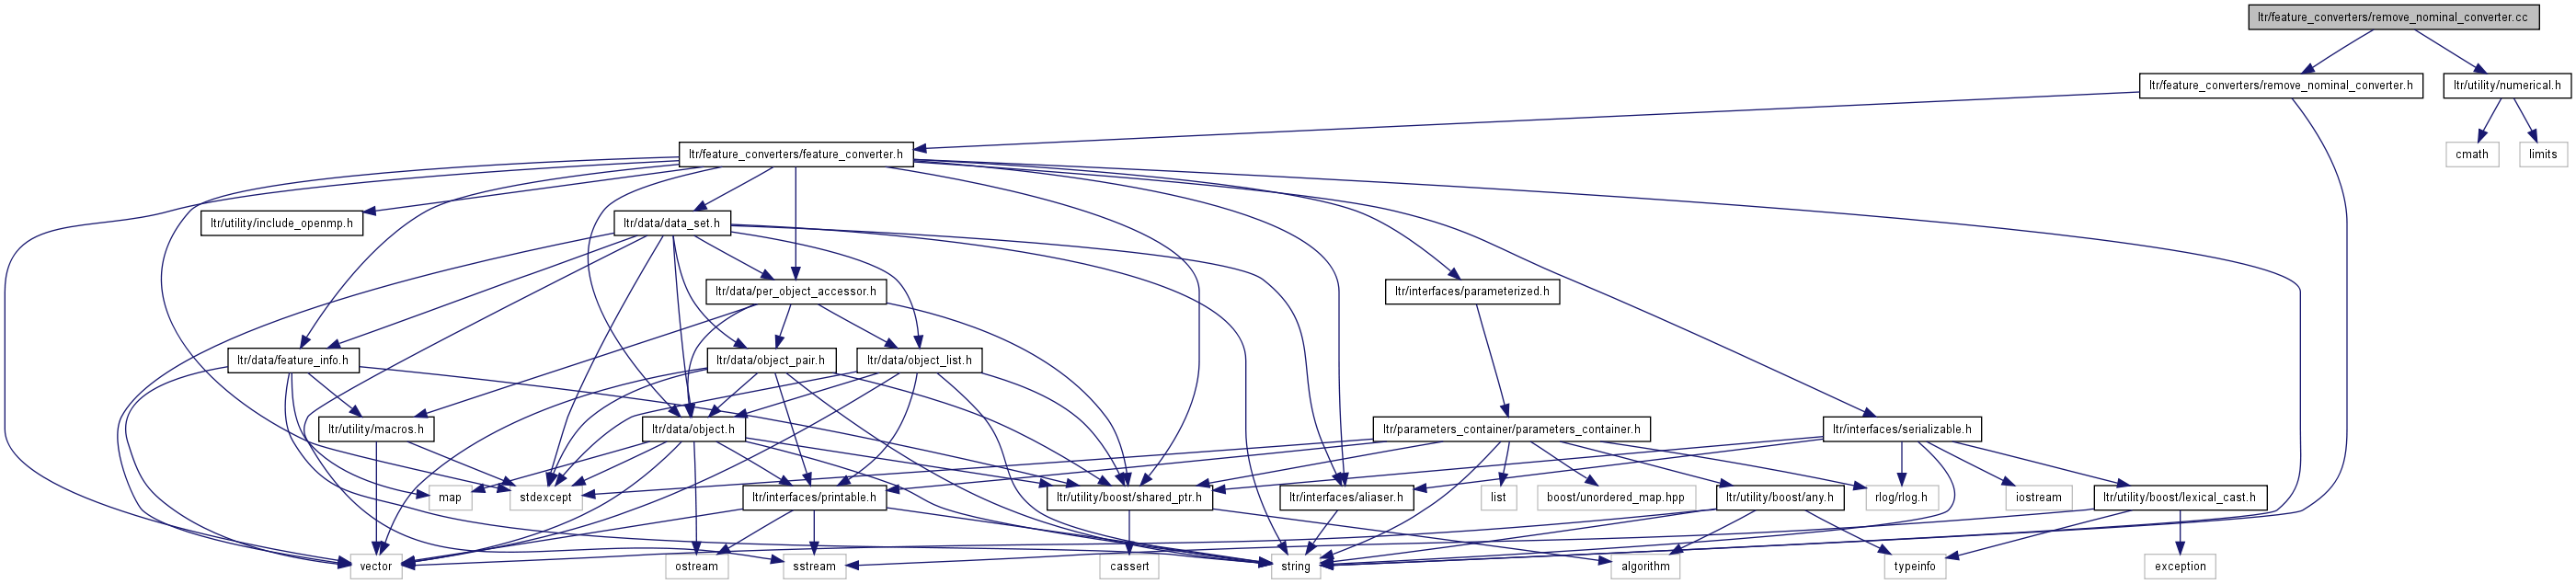 ltr/feature_converters/remove_nominal_converter.cc
ltr/feature_converters/remove_nominal_converter.h
ltr/utility/numerical.h
ltr/feature_converters/feature_converter.h
cmath
limits
ltr/utility/include_openmp.h
ltr/data/data_set.h
ltr/data/per_object_accessor.h
ltr/interfaces/parameterized.h
ltr/data/feature_info.h
ltr/data/object_pair.h
ltr/data/object_list.h
ltr/utility/macros.h
ltr/data/object.h
ltr/parameters_container/parameters_container.h
ltr/interfaces/serializable.h
map
stdexcept
ltr/interfaces/printable.h
ltr/utility/boost/shared_ptr.h
ltr/interfaces/aliaser.h
list
boost/unordered_map.hpp
ltr/utility/boost/any.h
rlog/rlog.h
iostream
ltr/utility/boost/lexical_cast.h
vector
ostream
sstream
cassert
string
algorithm
typeinfo
exception